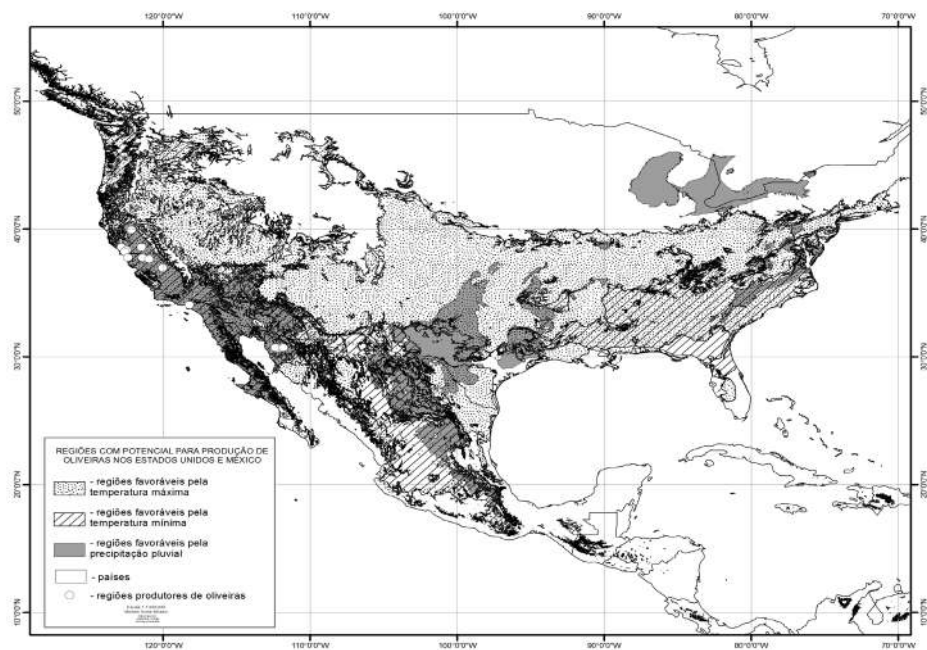 120°0'0"W 110°0'0"W 100°0'0"W 90°0'0"W 80°0'0"W 70°0'0"W
50°0'0"N 50°0'0"N
40°0'0"N 40°0'0"N
30°0'0"N 30°0'0"N
20°0'0"N 20°0'0"N
10°0'0"N 10°0'0"N
REGIÕES COM POTENCIAL PARA PRODUÇÃO DE
OLIVEIRAS NOS ESTADOS UNIDOS E MÉXICO
- regiões favoráveis pela
temperatura máxima
- regiões favoráveis pela
temperatura mínima
- regiões favoráveis pela
precipitação pluvial
- países
- regiões produtores de oliveiras
120°0'0"W 110°0'0"W 100°0'0"W 90°0'0"W 80°0'0"W 70°0'0"W